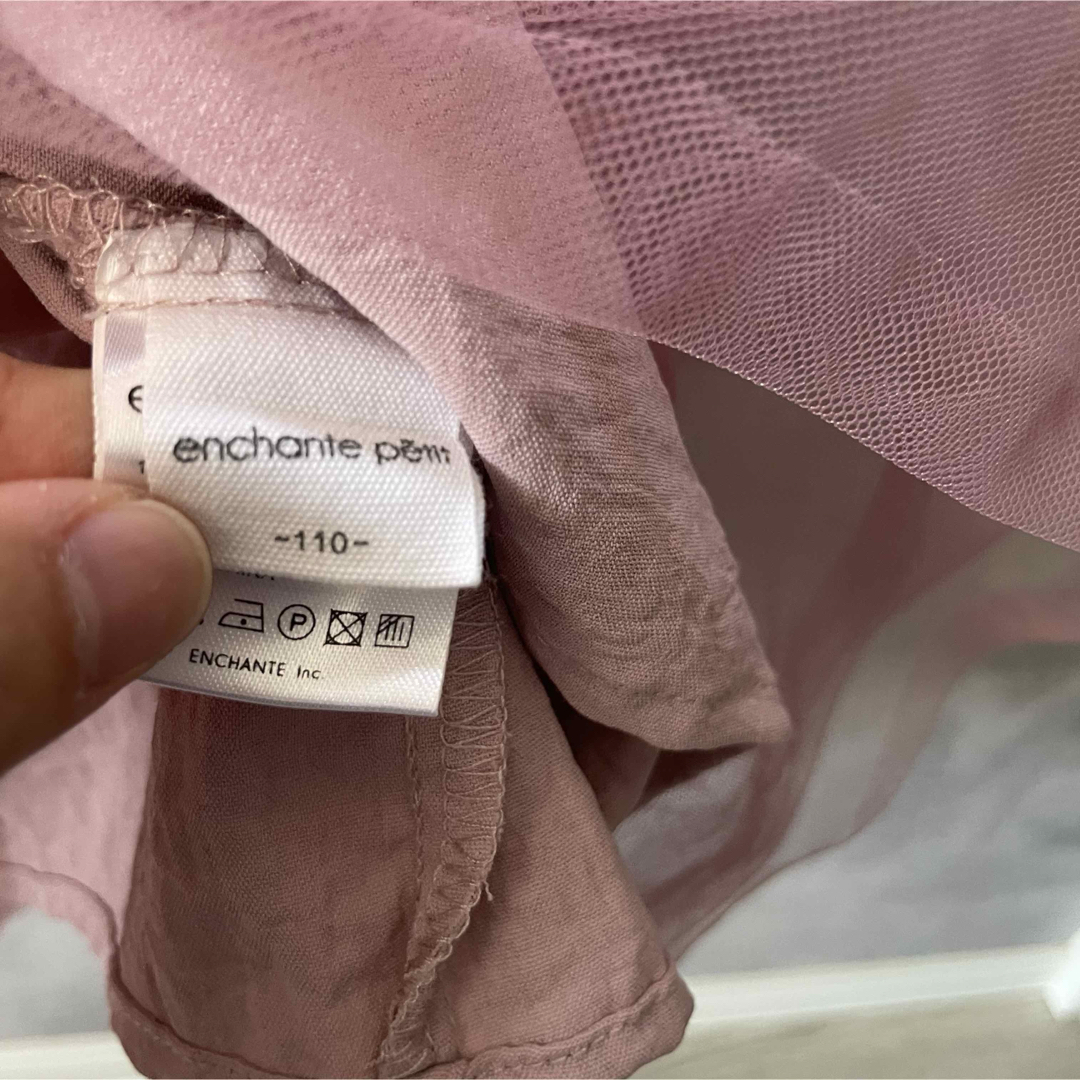 enchante petit
-110-
P
ENCHANTE Inc.